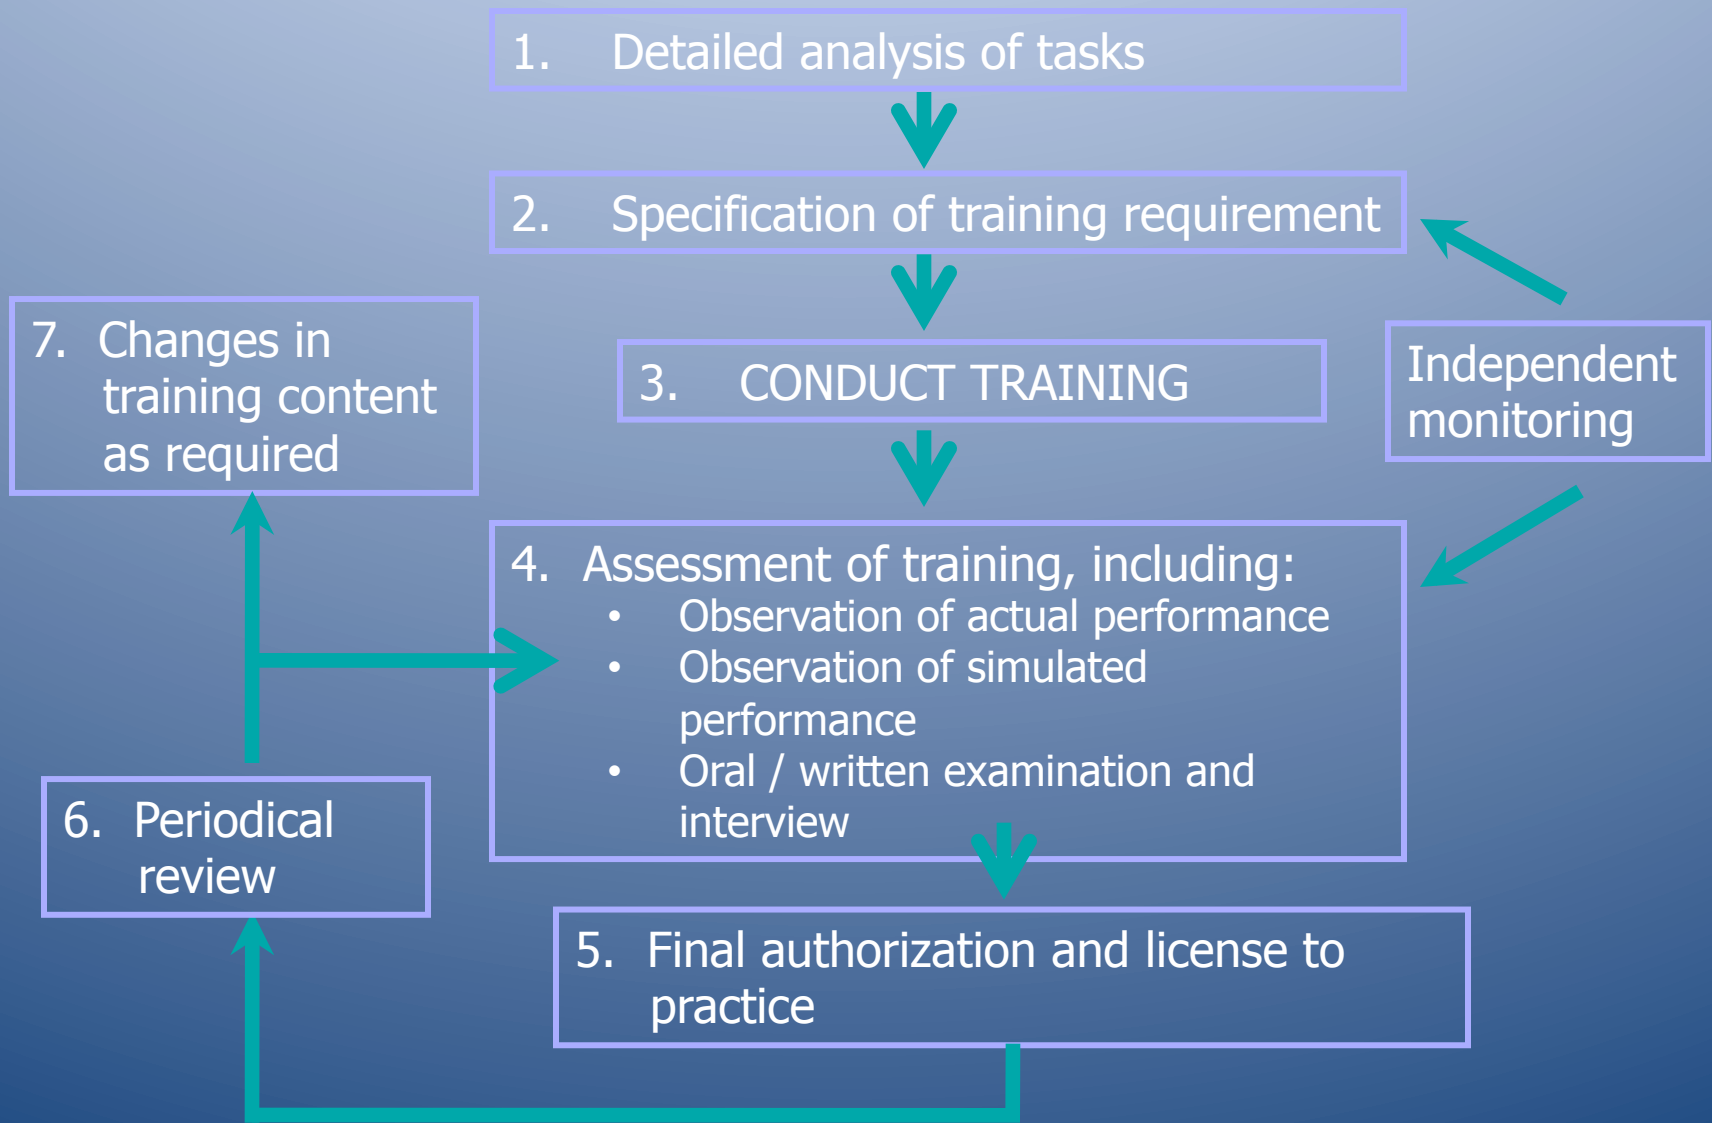 1. Detailed analysis of tasks
2. Specification of training requirement
3. CONDUCT TRAINING
Independent
monitoring
7. Changes in
training content
as required
4. Assessment of training, including:
• Observation of actual performance
• Observation of simulated
performance
• Oral / written examination and
interview
6. Periodical
review
5. Final authorization and license to
practice